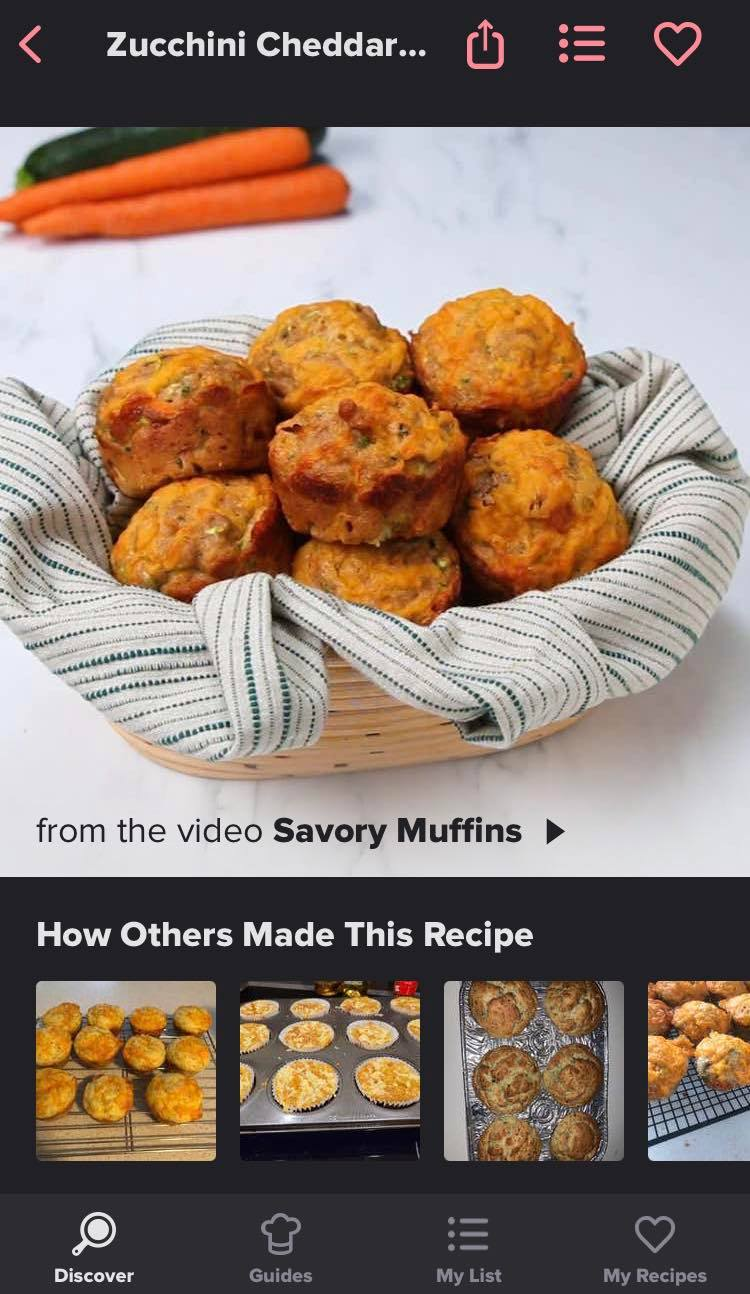 Zucchini Cheddar...
from the video Savory Muffins
How Others Made This Recipe
Discover
Guides
My List
My Recipes